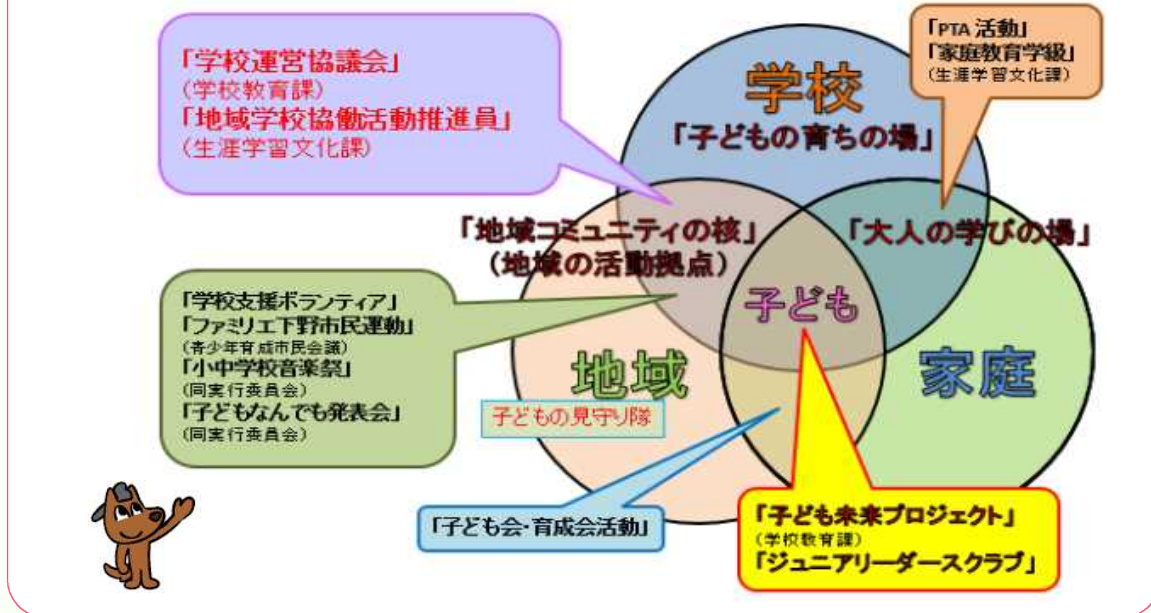 「学校運営協議会」
(学校教育課)
「地域学校協働活動推進員」
(生涯学習文化課)
「PTA 活動」
「家庭教育学級」
(生涯学習文化課)
学校
「子どもの育ちの場」
「地域コミュニティの核」
(地域の活動拠点)
「大人の学びの場」
子ども
「学校支援ボランティア」
「ファミリエ下野市民運動」
(青少年育成市民会議)
「小中学校音楽祭」
(同実行委員会)
「子どもなんでも発表会」
(同実行委員会)
地域
家庭
子どもの見守り隊
「子ども会・育成会活動」
「子ども未来プロジェクト」
(学校教育課)
「ジュニアリーダースクラブ」